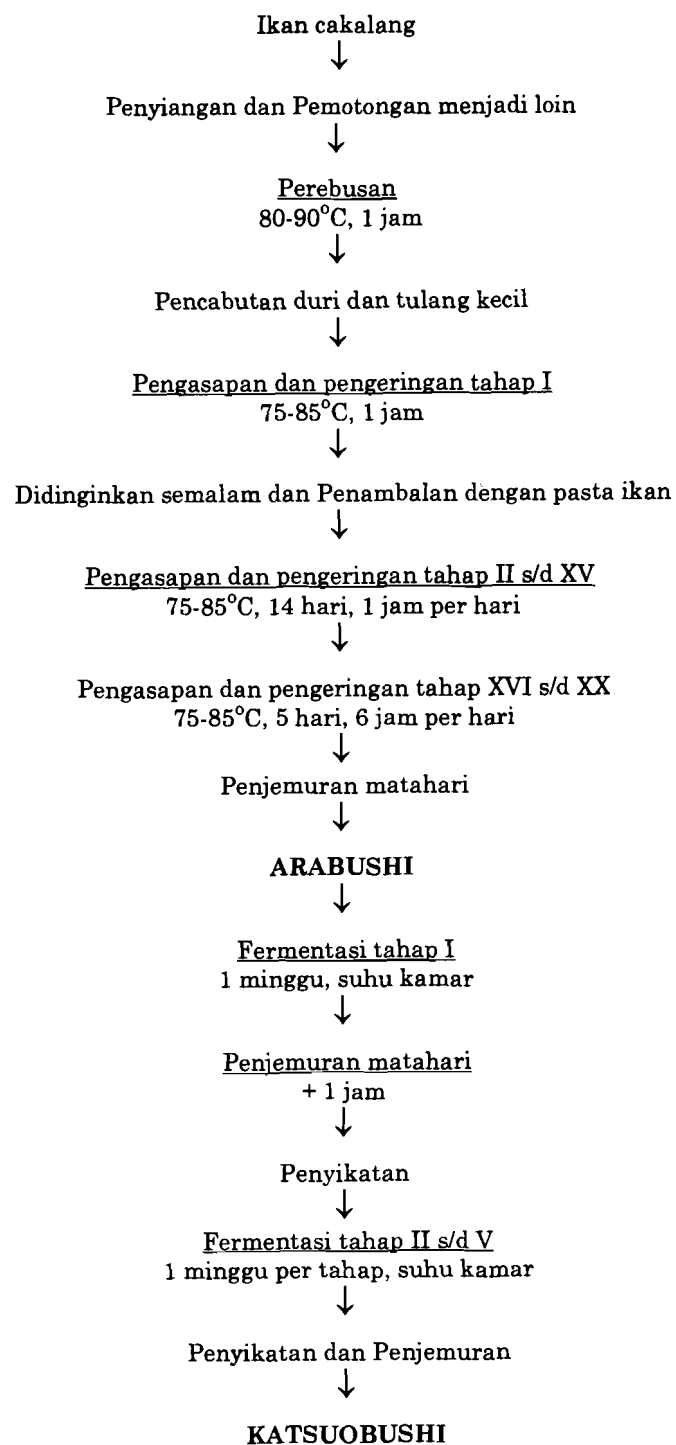 Ikan cakalang
↓
Penyiangan dan Pemotongan menjadi loin
↓
Perebusan
80-90°C, 1 jam
↓
Pencabutan duri dan tulang kecil
↓
Pengasapan dan pengeringan tahap I
75-85°C, 1 jam
↓
Didinginkan semalam dan Penambalan dengan pasta ikan
↓
Pengasapan dan pengeringan tahap II s/d XV
75-85°C, 14 hari, 1 jam per hari
↓
Pengasapan dan pengeringan tahap XVI s/d XX
75-85°C, 5 hari, 6 jam per hari
↓
Penjemuran matahari
↓
ARABUSHI
↓
Fermentasi tahap I
1 minggu, suhu kamar
↓
Penjemuran matahari
+ 1 jam
↓
Penyikatan
↓
Fermentasi tahap II s/d V
1 minggu per tahap, suhu kamar
↓
Penyikatan dan Penjemuran
↓
KATSUOBUSHI